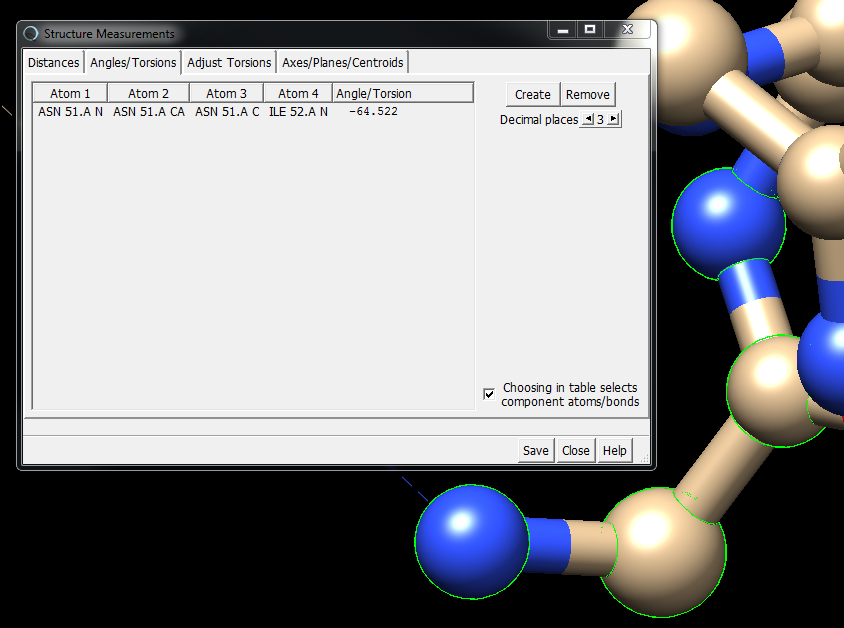 Structure Measurements
Distances Angles/Torsions Adjust Torsions Axes/Planes/Centroids
Atom 1 Atom 2 Atom 3 Atom 4 Angle/Torsion
ASN 51.A N ASN 51.A CA ASN 51.A C ILE 52.A N -64.522
Create Remove
Decimal places 3
Choosing in table selects
component atoms/bonds
Save Close Help